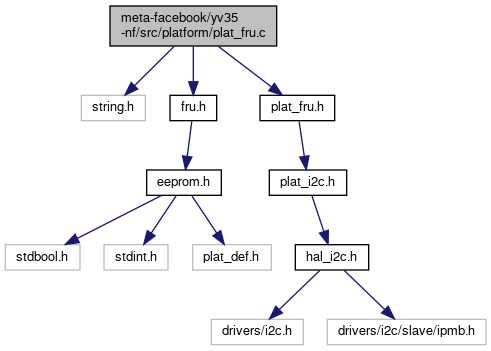 meta-facebook/yv35
-nf/src/platform/plat_fru.c
string.h
fru.h
plat_fru.h
eeprom.h
plat_i2c.h
stdbool.h
stdint.h
plat_def.h
hal_i2c.h
drivers/i2c.h
drivers/i2c/slave/ipmb.h